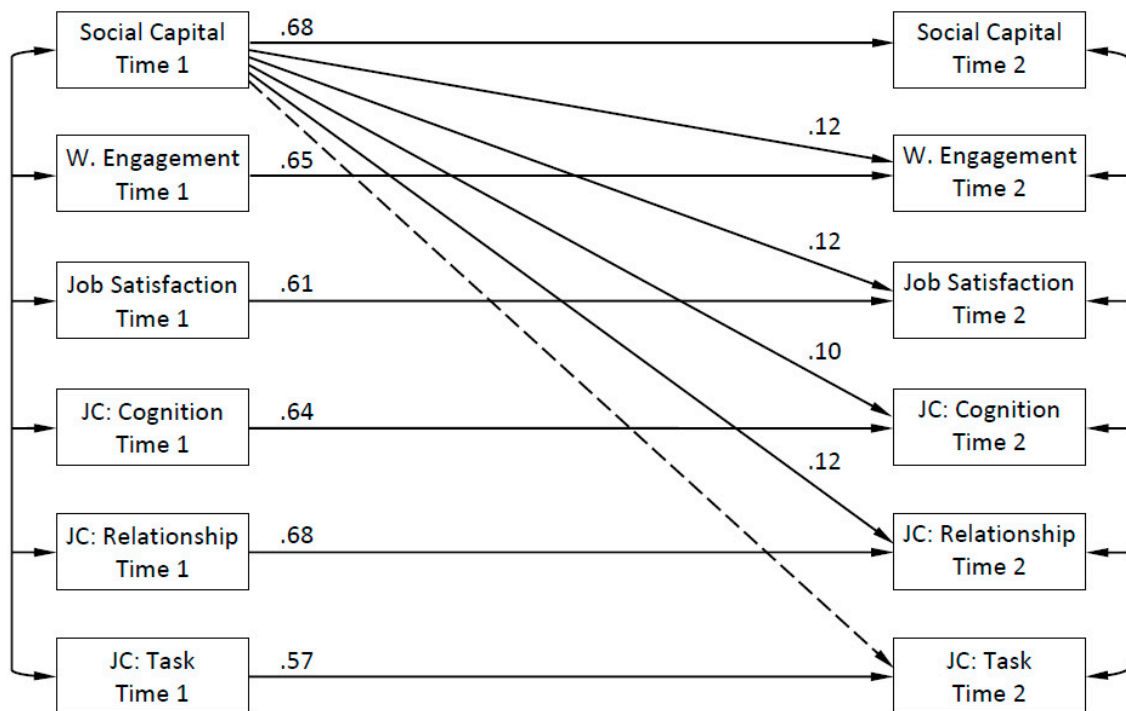 Social Capital
Time 1
.68
Social Capital
Time 2
.12
W. Engagement
Time 1
.65
W. Engagement
Time 2
.12
Job Satisfaction
Time 1
.61
Job Satisfaction
Time 2
.10
JC: Cognition
Time 1
.64
JC: Cognition
Time 2
.12
JC: Relationship
Time 1
.68
JC: Relationship
Time 2
JC: Task
Time 1
.57
JC: Task
Time 2